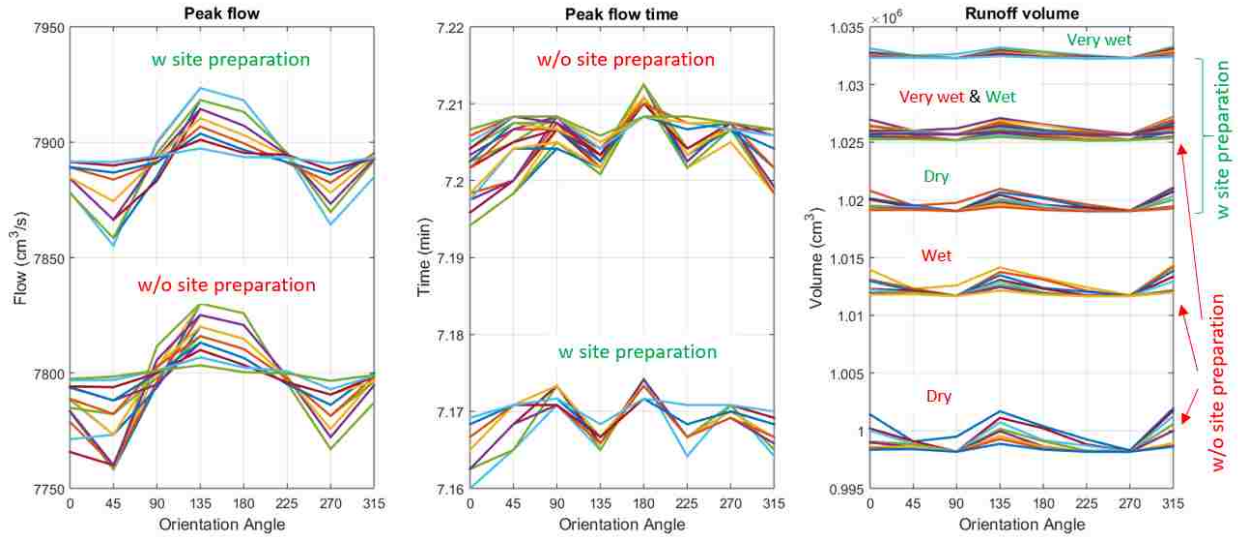 Peak flow
7950
7900
7850
7800
7750
Flow (cm³/s)
w site preparation
w/o site preparation
0 45 90 135 180 225 270 315
Orientation Angle
Peak flow time
7.22
7.21
7.2
7.19
7.18
7.17
7.16
Time (min)
w/o site preparation
w site preparation
0 45 90 135 180 225 270 315
Orientation Angle
Runoff volume
× 10⁶
1.035
1.03
1.025
1.02
1.015
1.01
1.005
1
0.995
Volume (cm³)
Very wet
Very wet & Wet
Dry
Wet
Dry
0 45 90 135 180 225 270 315
Orientation Angle
w site preparation
w/o site preparation